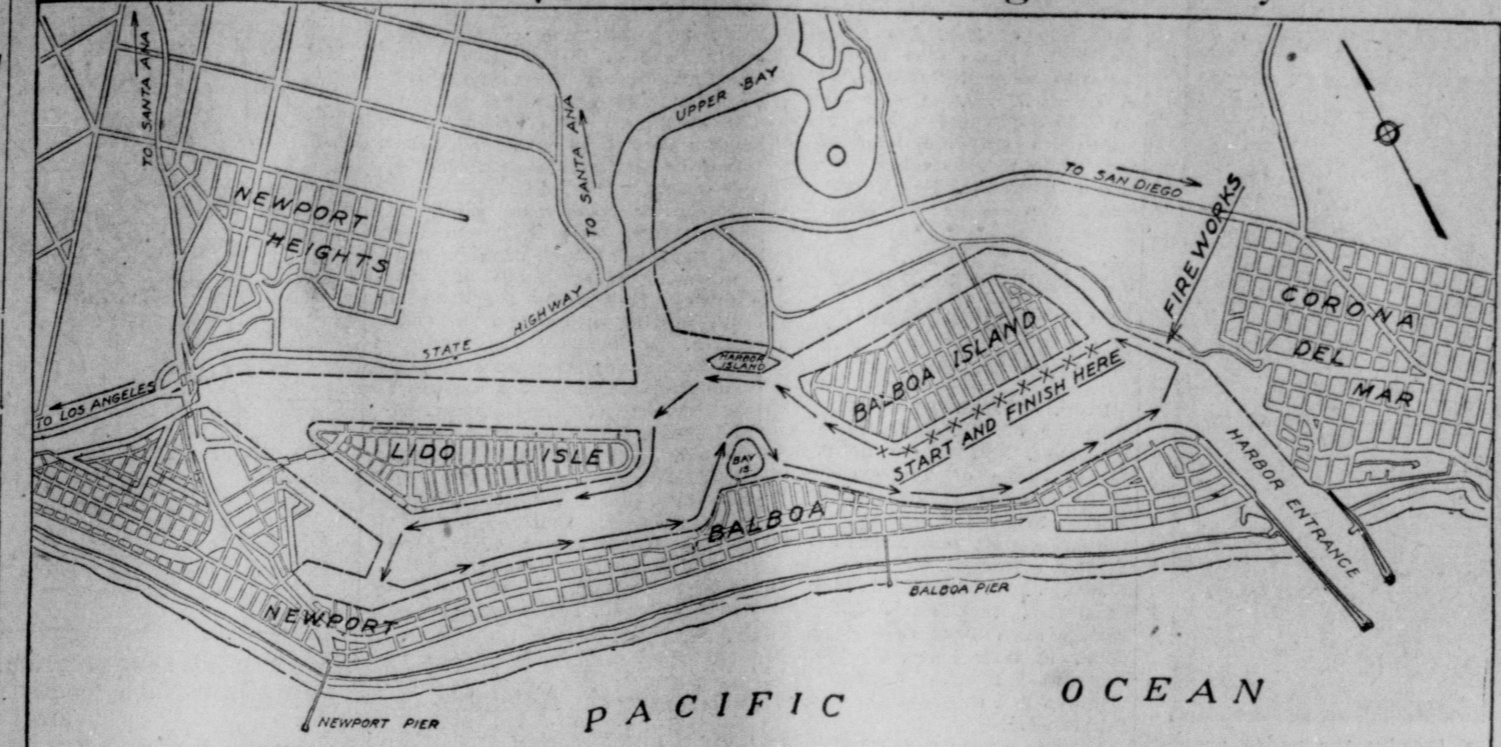 TO SANTA ANA
TO SANTA ANA
UPPER BAY
NEWPORT
HEIGHTS
TO SAN DIEGO
FIREWORKS
CORONA
DEL
MAR
STATE HIGHWAY
HARBOR
ISLAND
BALBOA ISLAND
START AND FINISH HERE
TO LOS ANGELES
LIDO ISLE
BAY
IS
HARBOR ENTRANCE
BALBOA
BALBOA PIER
NEWPORT
NEWPORT PIER
PACIFIC OCEAN